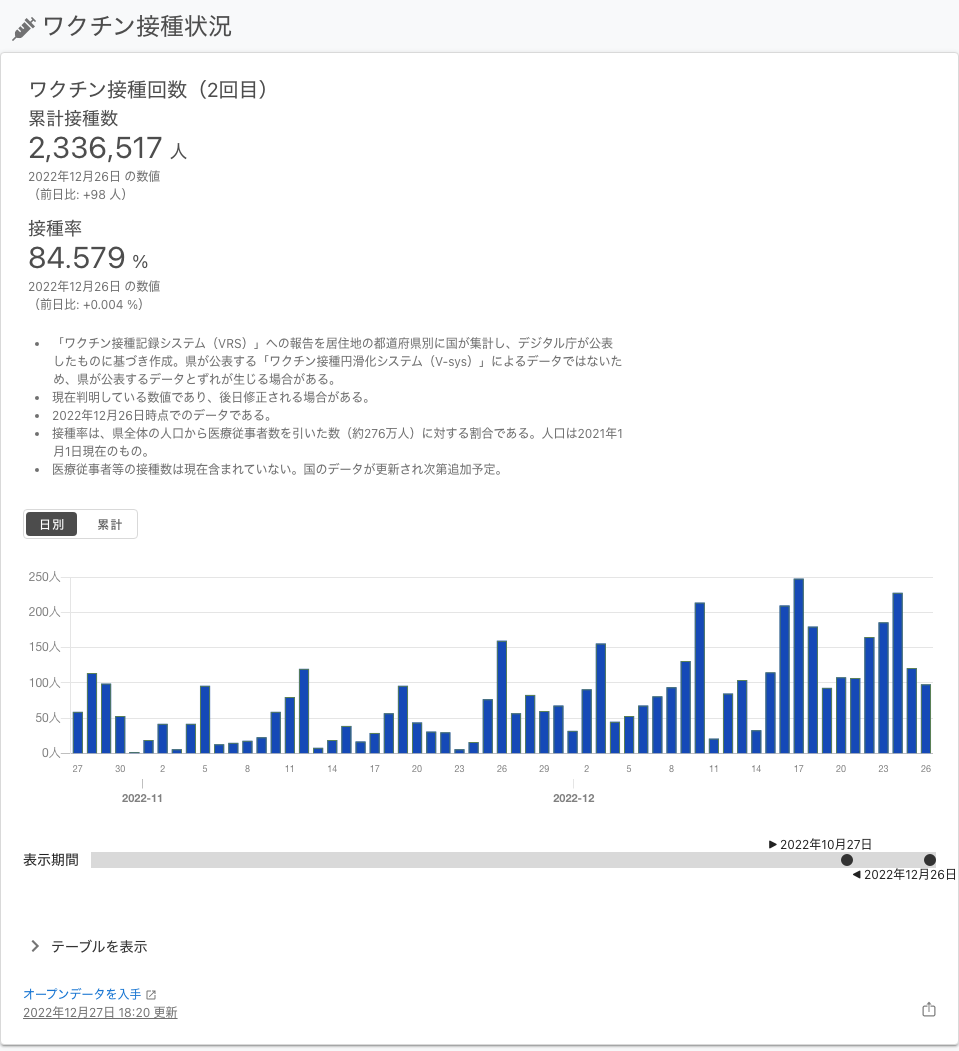 ワクチン接種状況
ワクチン接種回数（2回目）
累計接種数
2,336,517 人
2022年12月26日 の数値
（前日比: +98 人）
接種率
84.579 %
2022年12月26日 の数値
（前日比: +0.004 %）
• 「ワクチン接種記録システム（VRS）」への報告を居住地の都道府県別に国が集計し、デジタル庁が公表
したものに基づき作成。県が公表する「ワクチン接種円滑化システム（V-sys）」によるデータではないた
め、県が公表するデータとずれが生じる場合がある。
• 現在判明している数値であり、後日修正される場合がある。
• 2022年12月26日時点でのデータである。
• 接種率は、県全体の人口から医療従事者数を引いた数（約276万人）に対する割合である。人口は2021年1
月1日現在のもの。
• 医療従事者等の接種数は現在含まれていない。国のデータが更新され次第追加予定。
日別 累計
250人
200人
150人
100人
50人
0人
27 30 2 5 8 11 14 17 20 23 26 29 2 5 8 11 14 17 20 23 26
2022-11 2022-12
▶ 2022年10月27日
表示期間
◀ 2022年12月26日
テーブルを表示
オープンデータを入手
2022年12月27日 18:20 更新